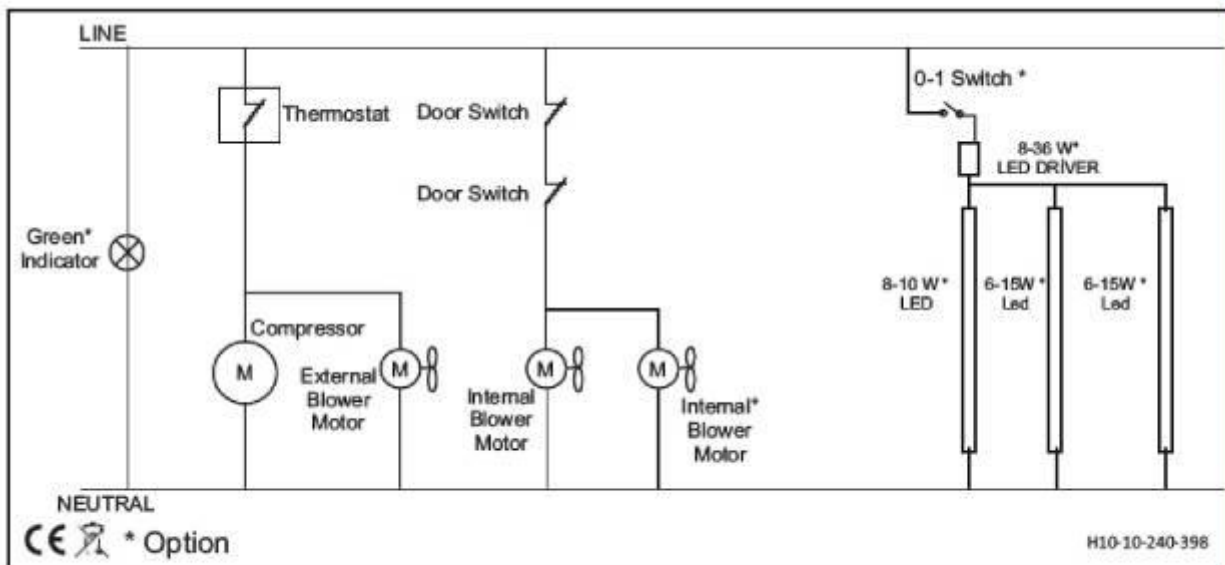 LINE
0-1 Switch *
Thermostat
Door Switch
8-36 W*
LED DRİVER
Door Switch
Green*
Indicator
8-10 W*
LED
6-15W *
Led
6-15W *
Led
Compressor
M
M
M
M
External
Blower
Motor
Internal
Blower
Motor
Internal*
Blower
Motor
NEUTRAL
CE * Option
H10-10-240-398